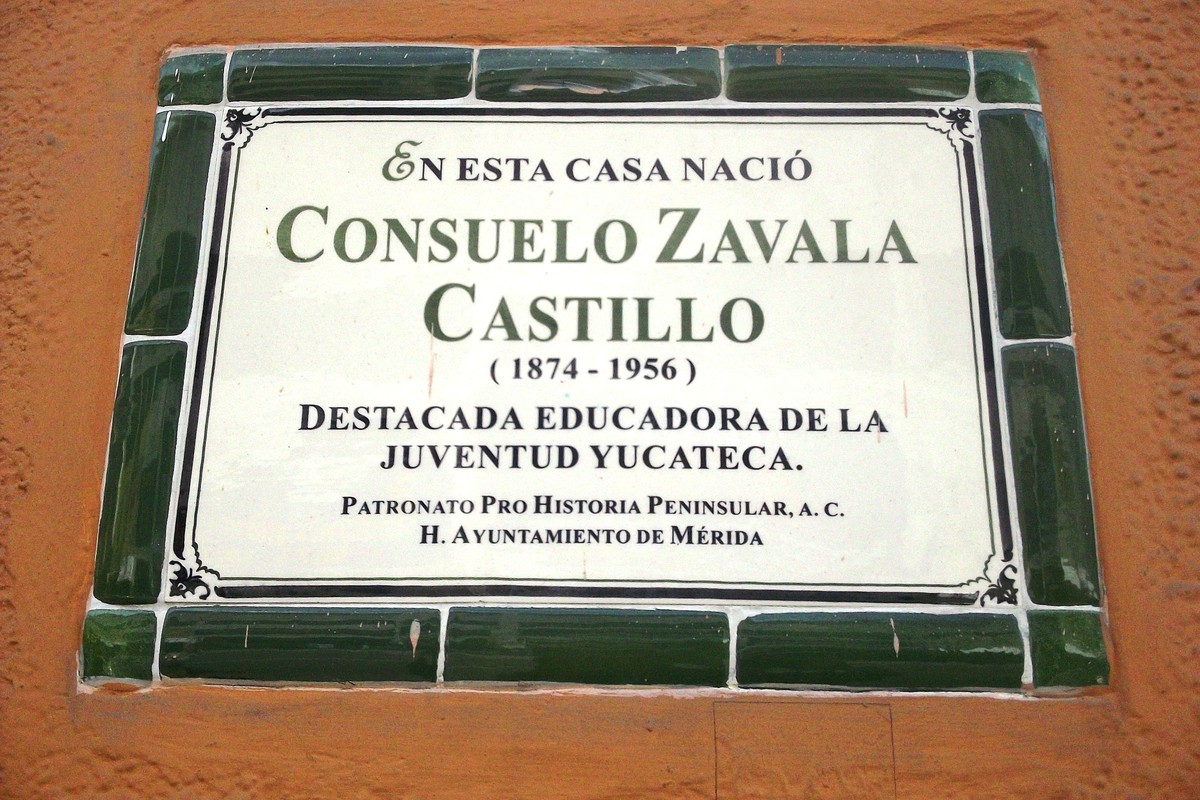 EN ESTA CASA NACIÓ
CONSUELO ZAVALA
CASTILLO
( 1874 - 1956 )
DESTACADA EDUCADORA DE LA
JUVENTUD YUCATECA.
PATRONATO PRO HISTORIA PENINSULAR, A. C.
H. AYUNTAMIENTO DE MÉRIDA